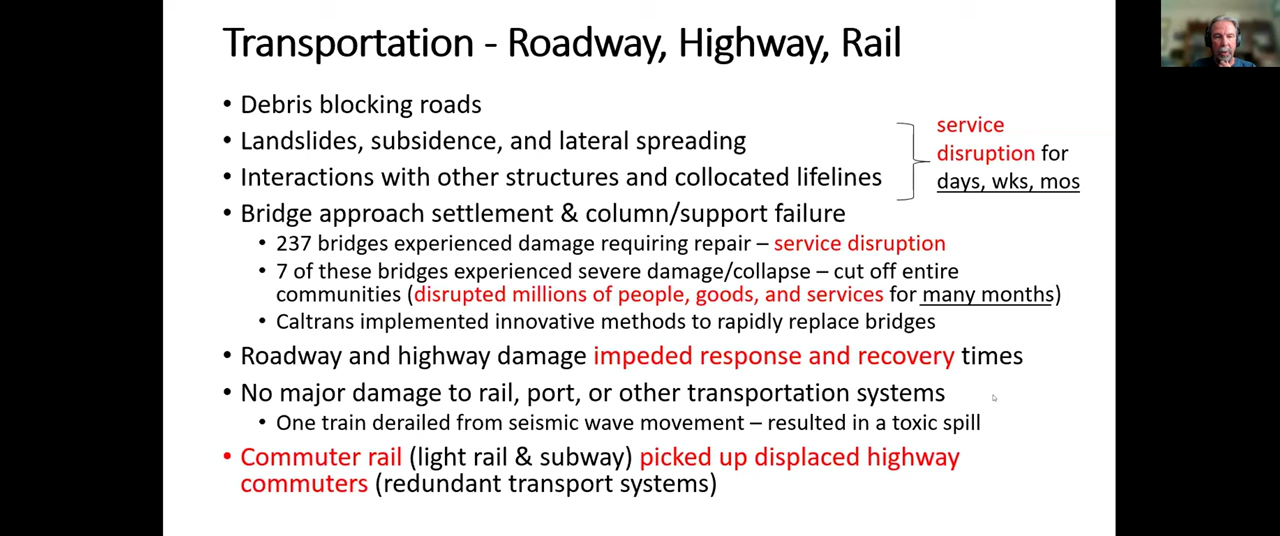 Transportation - Roadway, Highway, Rail
• Debris blocking roads
• Landslides, subsidence, and lateral spreading
• Interactions with other structures and collocated lifelines
service
disruption for
days, wks, mos
• Bridge approach settlement & column/support failure
• 237 bridges experienced damage requiring repair – service disruption
• 7 of these bridges experienced severe damage/collapse – cut off entire
communities (disrupted millions of people, goods, and services for many months)
• Caltrans implemented innovative methods to rapidly replace bridges
• Roadway and highway damage impeded response and recovery times
• No major damage to rail, port, or other transportation systems
• One train derailed from seismic wave movement – resulted in a toxic spill
• Commuter rail (light rail & subway) picked up displaced highway
commuters (redundant transport systems)